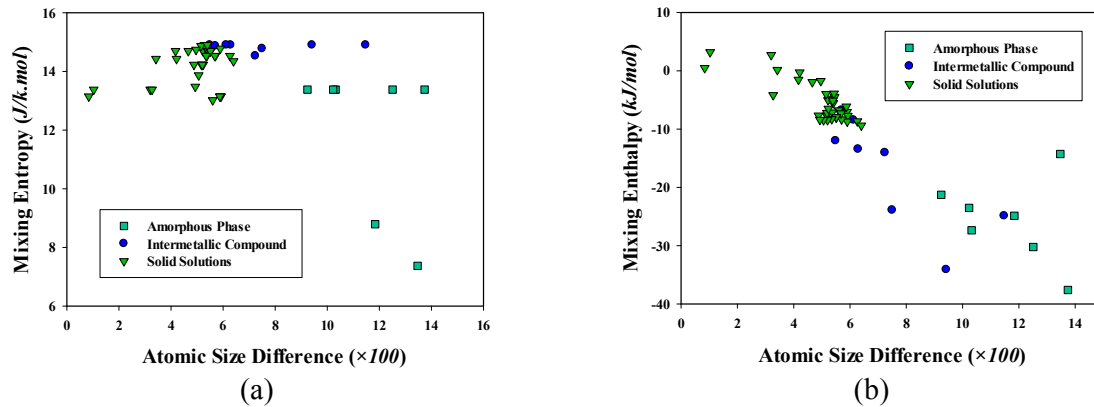 16
14
12
10
8
6
Mixing Entropy (J/k.mol)
Amorphous Phase
Intermetallic Compound
Solid Solutions
0 2 4 6 8 10 12 14 16
Atomic Size Difference (×100)
(a)
10
0
-10
-20
-30
-40
Mixing Enthalpy (kJ/mol)
Amorphous Phase
Intermetallic Compound
Solid Solutions
0 2 4 6 8 10 12 14
Atomic Size Difference (×100)
(b)